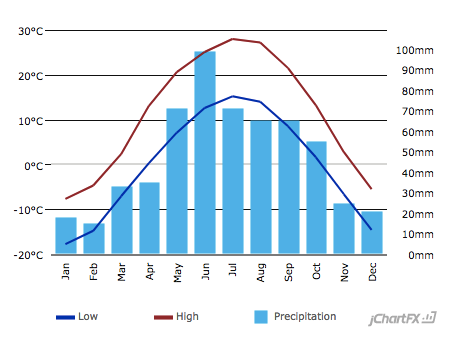 30°C
20°C
10°C
0°C
-10°C
-20°C
100mm
90mm
80mm
70mm
60mm
50mm
40mm
30mm
20mm
10mm
0mm
Jan Feb Mar Apr May Jun Jul Aug Sep Oct Nov Dec
Low High Precipitation
jChartFX